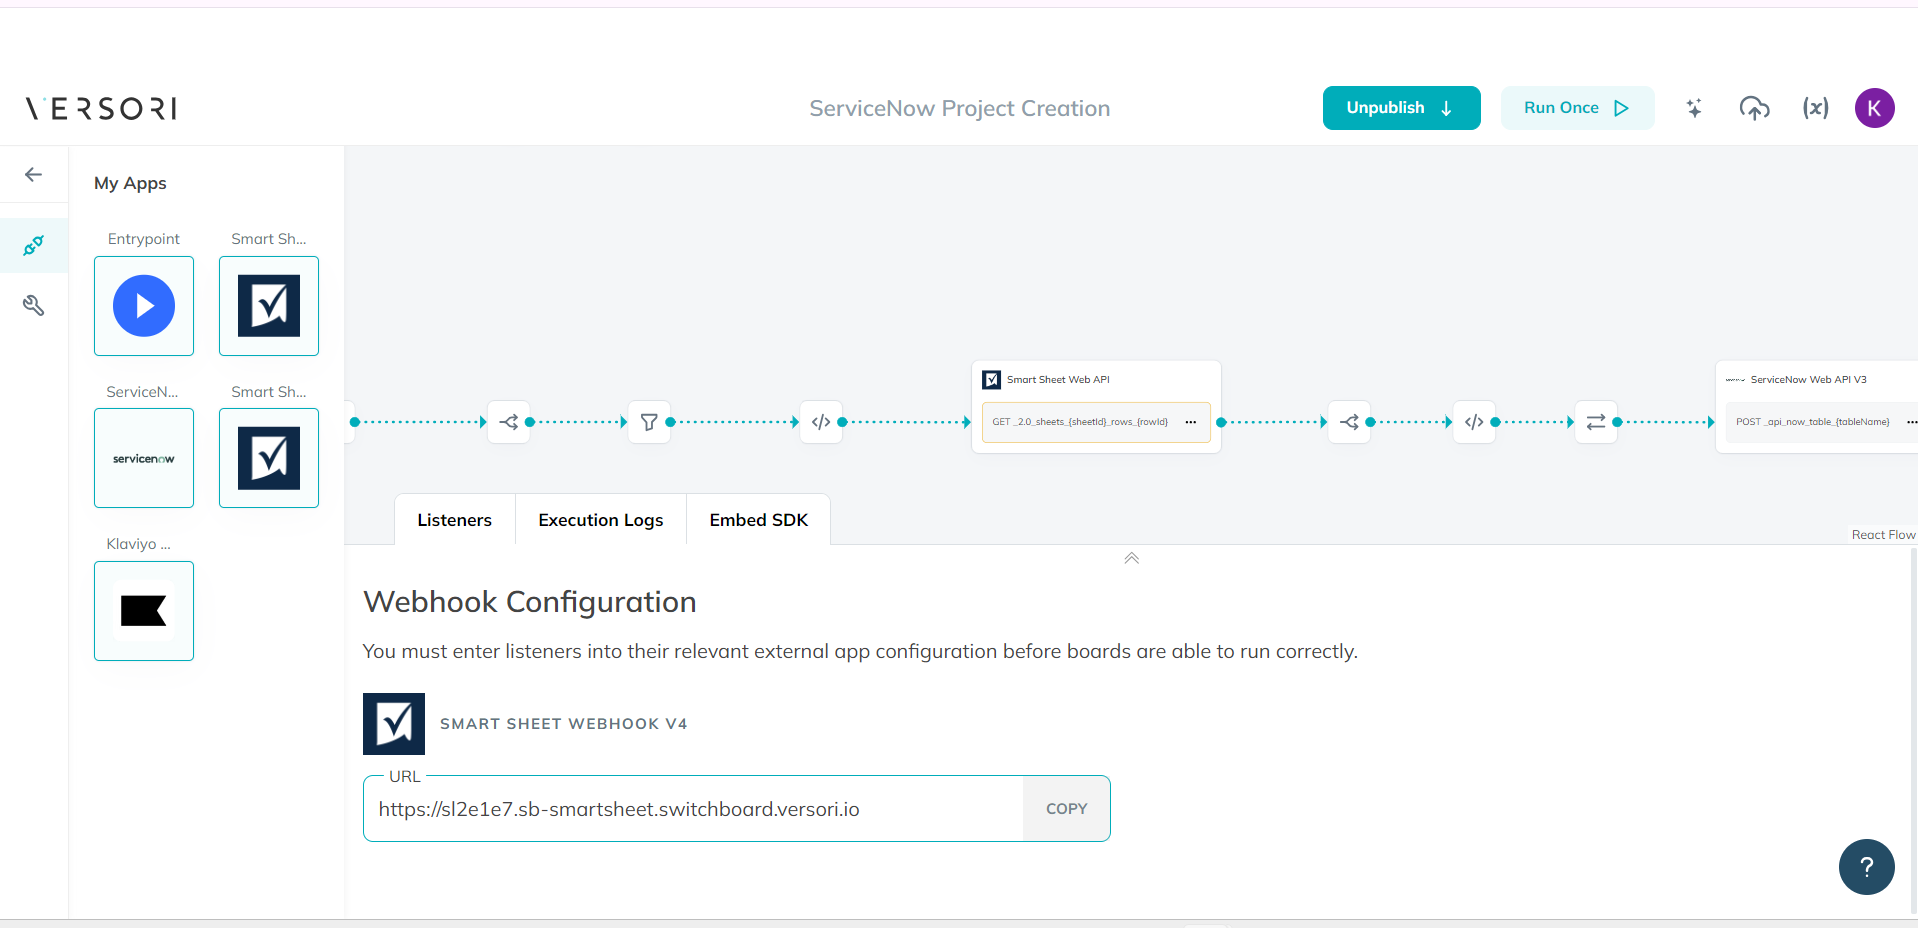 VERSORI
ServiceNow Project Creation
Unpublish
Run Once
(x)
K
My Apps
Entrypoint
Smart Sh...
ServiceN...
Smart Sh...
servicenow
Klaviyo ...
Smart Sheet Web API
GET _2.0_sheets_{sheetId}_rows_{rowId}
ServiceNow Web API V3
POST _api_now_table_{tableName}
Listeners
Execution Logs
Embed SDK
React Flow
Webhook Configuration
You must enter listeners into their relevant external app configuration before boards are able to run correctly.
SMART SHEET WEBHOOK V4
URL
https://sl2e1e7.sb-smartsheet.switchboard.versori.io
COPY
?